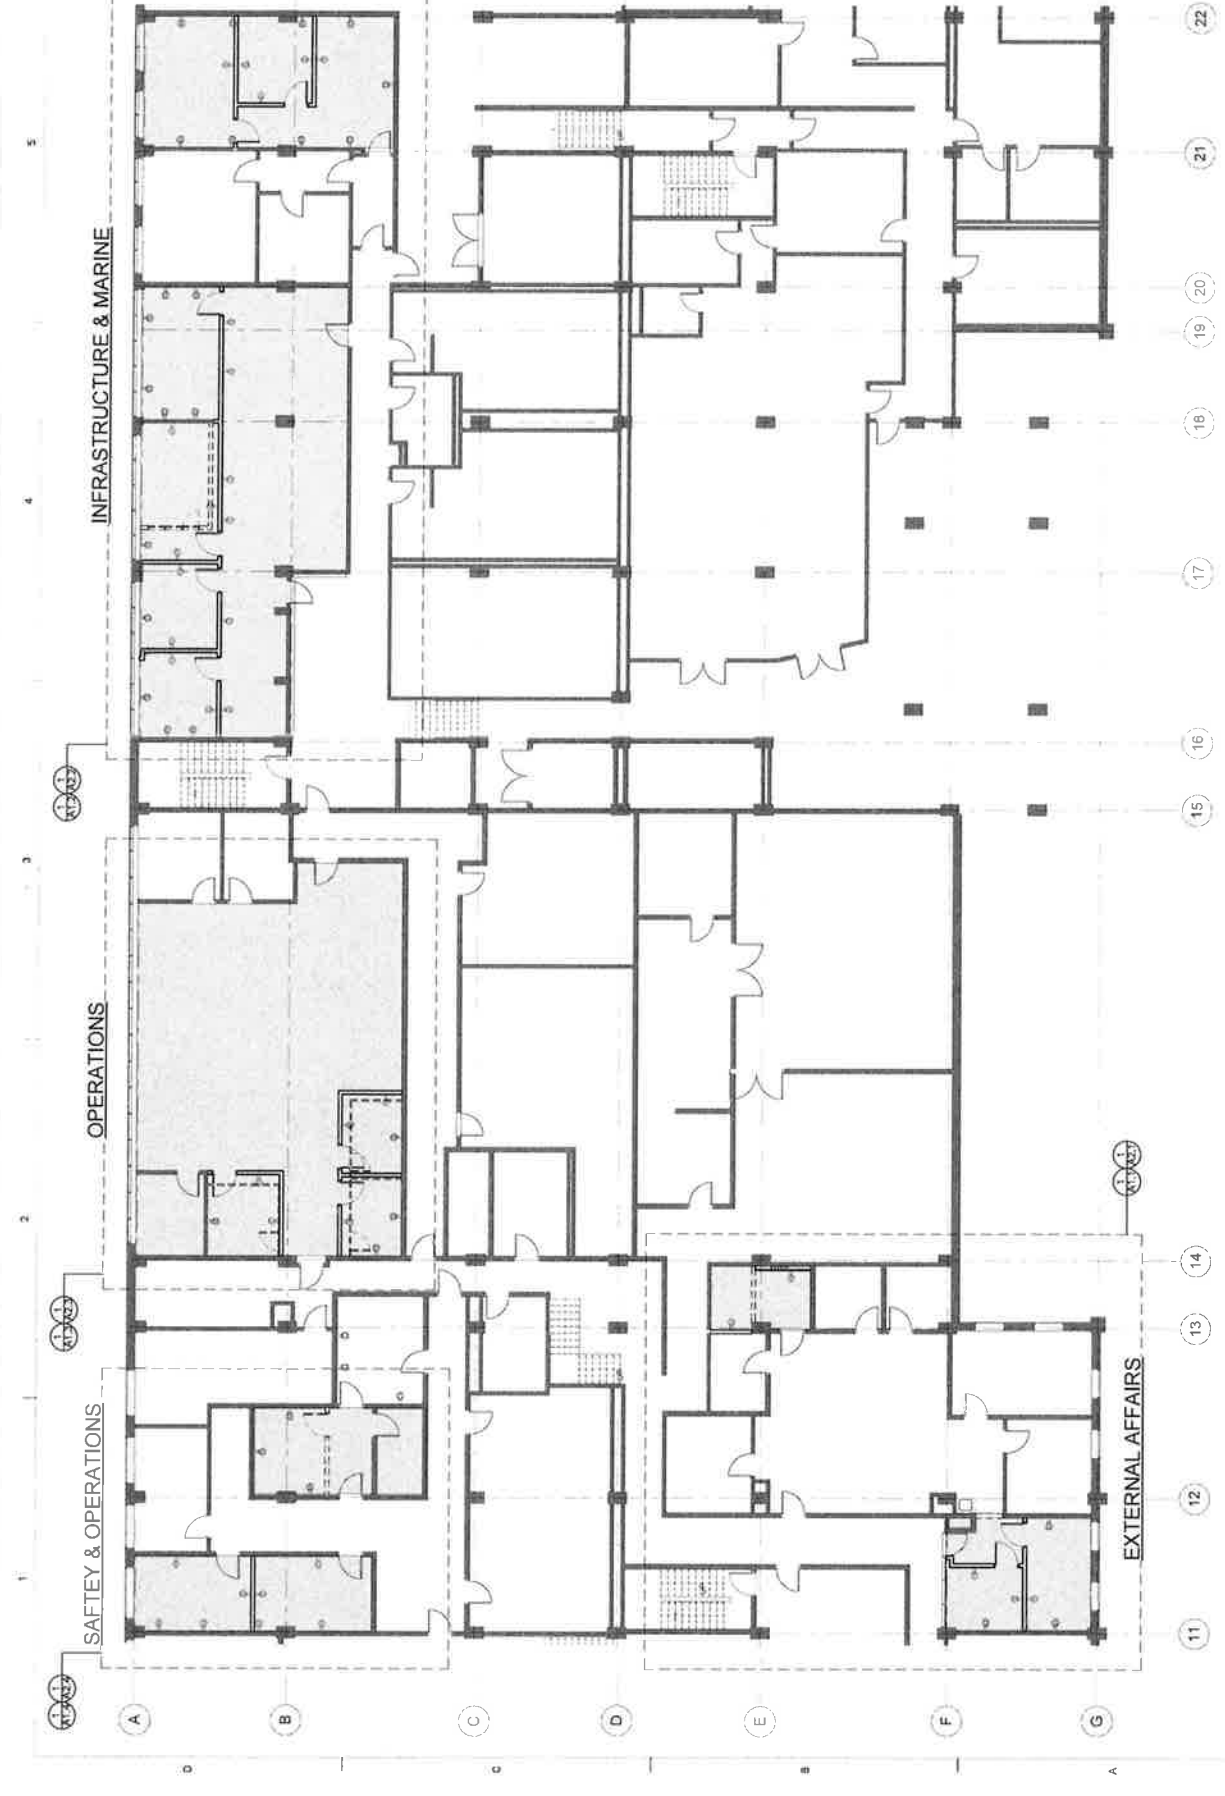 INFRASTRUCTURE & MARINE
OPERATIONS
SAFTEY & OPERATIONS
EXTERNAL AFFAIRS
1
2
3
4
5
D
C
B
A
A
B
C
D
E
F
G
11
12
13
14
15
16
17
18
19
20
21
22